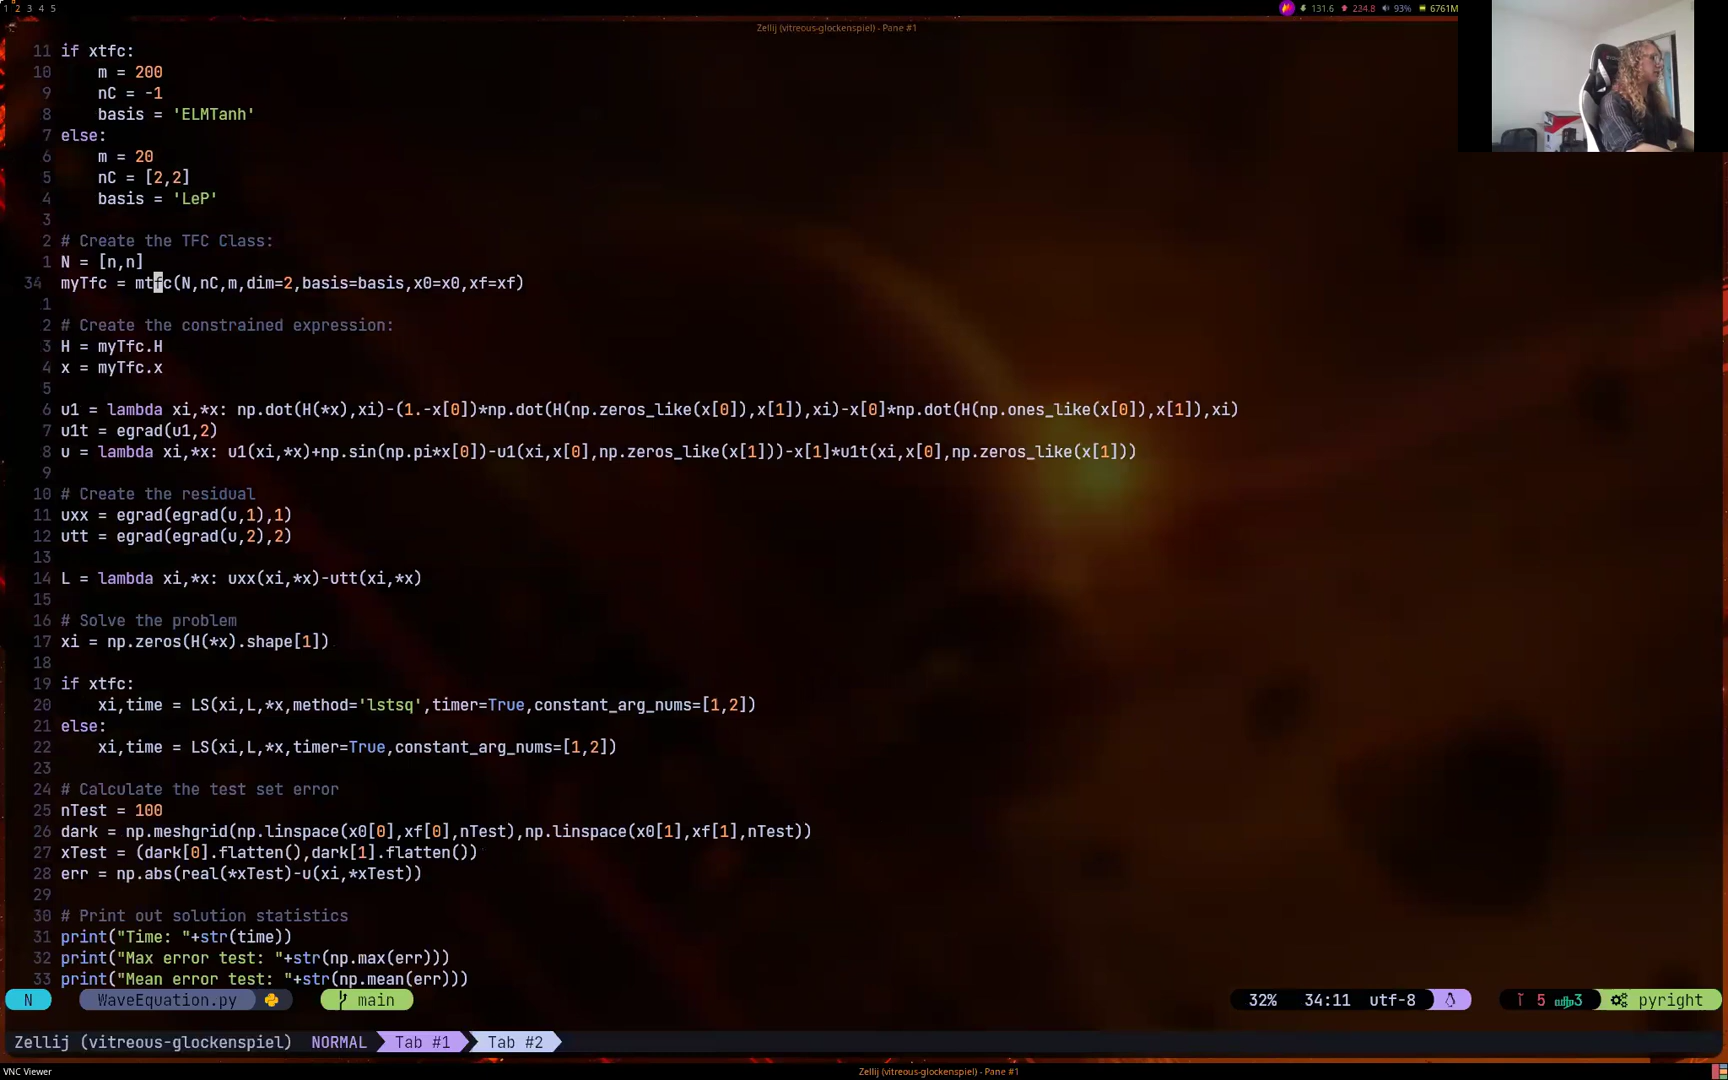 1 2 3 4 5
131.6 234.8 93% 6761M
Zellij (vitreous-glockenspiel) - Pane #1
11 if xtfc:
10     m = 200
9     nC = -1
8     basis = 'ELMTanh'
7 else:
6     m = 20
5     nC = [2,2]
4     basis = 'LeP'
3
2 # Create the TFC Class:
1 N = [n,n]
34 myTfc = mtfc(N,nC,m,dim=2,basis=basis,x0=x0,xf=xf)
1
2 # Create the constrained expression:
3 H = myTfc.H
4 x = myTfc.x
5
6 u1 = lambda xi,*x: np.dot(H(*x),xi)-(1.-x[0])*np.dot(H(np.zeros_like(x[0]),x[1]),xi)-x[0]*np.dot(H(np.ones_like(x[0]),x[1]),xi)
7 u1t = egrad(u1,2)
8 u = lambda xi,*x: u1(xi,*x)+np.sin(np.pi*x[0])-u1(xi,x[0],np.zeros_like(x[1]))-x[1]*u1t(xi,x[0],np.zeros_like(x[1]))
9
10 # Create the residual
11 uxx = egrad(egrad(u,1),1)
12 utt = egrad(egrad(u,2),2)
13
14 L = lambda xi,*x: uxx(xi,*x)-utt(xi,*x)
15
16 # Solve the problem
17 xi = np.zeros(H(*x).shape[1])
18
19 if xtfc:
20     xi,time = LS(xi,L,*x,method='lstsq',timer=True,constant_arg_nums=[1,2])
21 else:
22     xi,time = LS(xi,L,*x,timer=True,constant_arg_nums=[1,2])
23
24 # Calculate the test set error
25 nTest = 100
26 dark = np.meshgrid(np.linspace(x0[0],xf[0],nTest),np.linspace(x0[1],xf[1],nTest))
27 xTest = (dark[0].flatten(),dark[1].flatten())
28 err = np.abs(real(*xTest)-u(xi,*xTest))
29
30 # Print out solution statistics
31 print("Time: "+str(time))
32 print("Max error test: "+str(np.max(err)))
33 print("Mean error test: "+str(np.mean(err)))
N WaveEquation.py main 32% 34:11 utf-8 5 3 pyright
Zellij (vitreous-glockenspiel) NORMAL Tab #1 Tab #2
VNC Viewer Zellij (vitreous-glockenspiel) - Pane #1